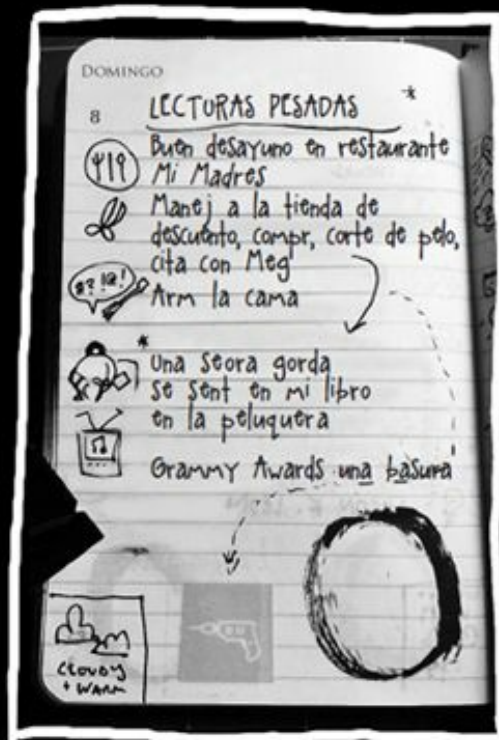 DOMINGO
8 LECTURAS PESADAS *
Buen desayuno en restaurante
Mi Madres
Manej a la tienda de
descuento, compr, corte de pelo,
cita con Meg
#? !@!
Arm la cama
*
Una seora gorda
se sent en mi libro
en la peluquera
Grammy Awards una basura
CLOUDY
+ WARM